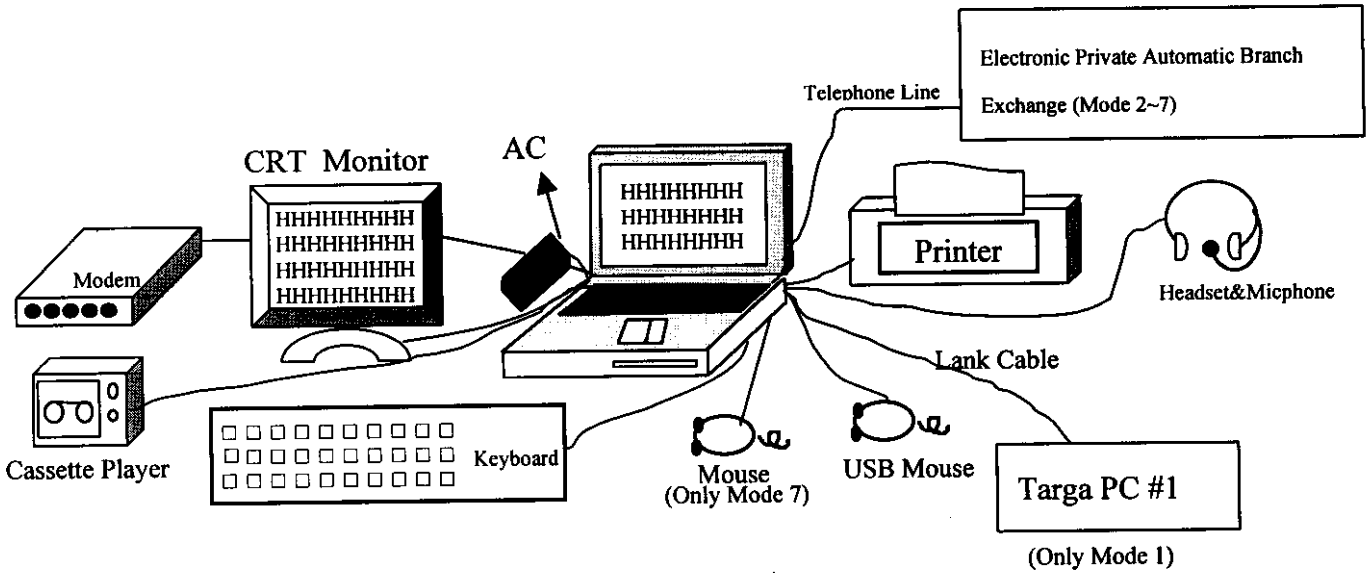 Electronic Private Automatic Branch
Exchange (Mode 2~7)
Telephone Line
AC
CRT Monitor
HHHHHHHHH
HHHHHHHHH
HHHHHHHHH
HHHHHHHHH
HHHHHHHH
HHHHHHHH
HHHHHHHH
Printer
Modem
Headset&Micphone
Lank Cable
Cassette Player
Keyboard
Mouse
(Only Mode 7)
USB Mouse
Targa PC #1
(Only Mode 1)